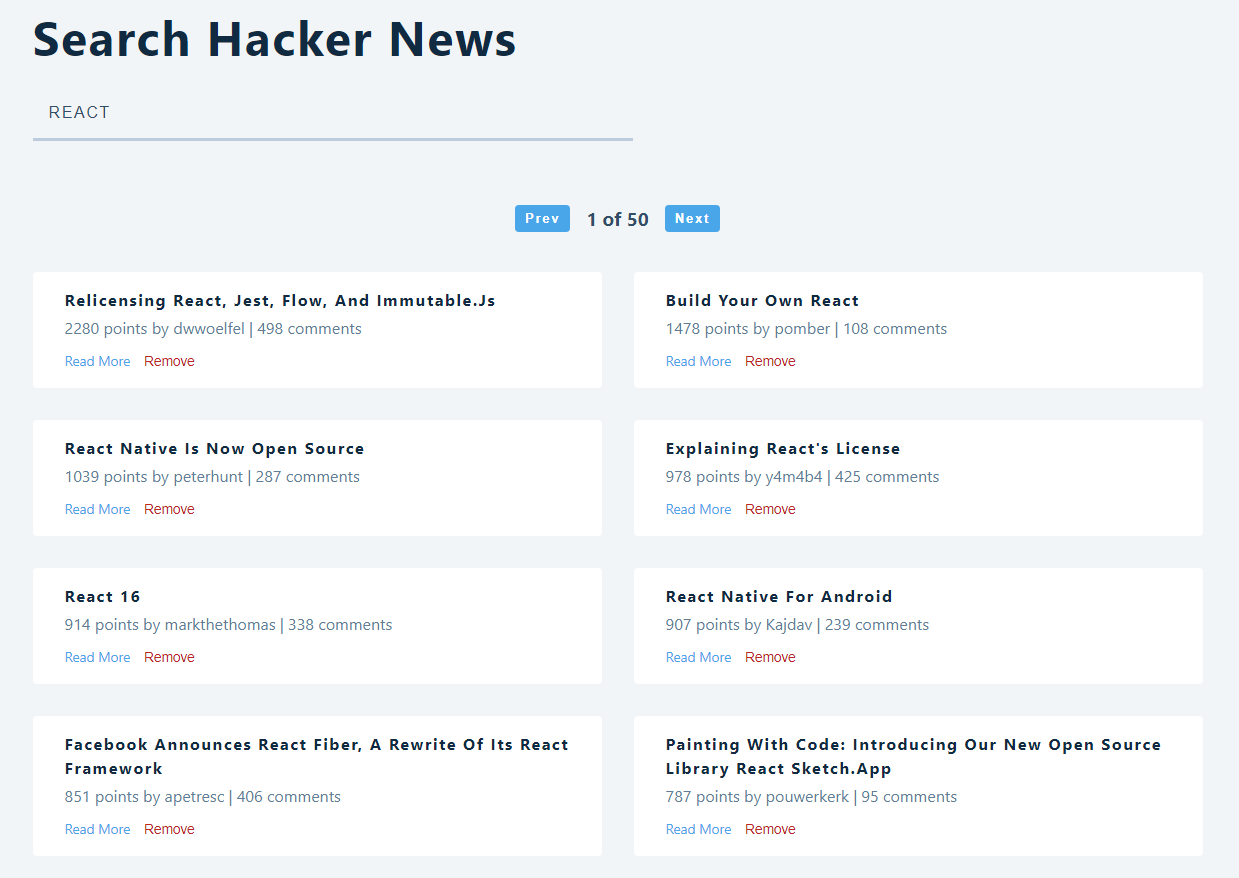 Search Hacker News
REACT
Prev 1 of 50 Next
Relicensing React, Jest, Flow, And Immutable.Js
2280 points by dwwoelfel | 498 comments
Read More Remove
Build Your Own React
1478 points by pomber | 108 comments
Read More Remove
React Native Is Now Open Source
1039 points by peterhunt | 287 comments
Read More Remove
Explaining React's License
978 points by y4m4b4 | 425 comments
Read More Remove
React 16
914 points by markthethomas | 338 comments
Read More Remove
React Native For Android
907 points by Kajdav | 239 comments
Read More Remove
Facebook Announces React Fiber, A Rewrite Of Its React
Framework
851 points by apetresc | 406 comments
Read More Remove
Painting With Code: Introducing Our New Open Source
Library React Sketch.App
787 points by pouwerkerk | 95 comments
Read More Remove